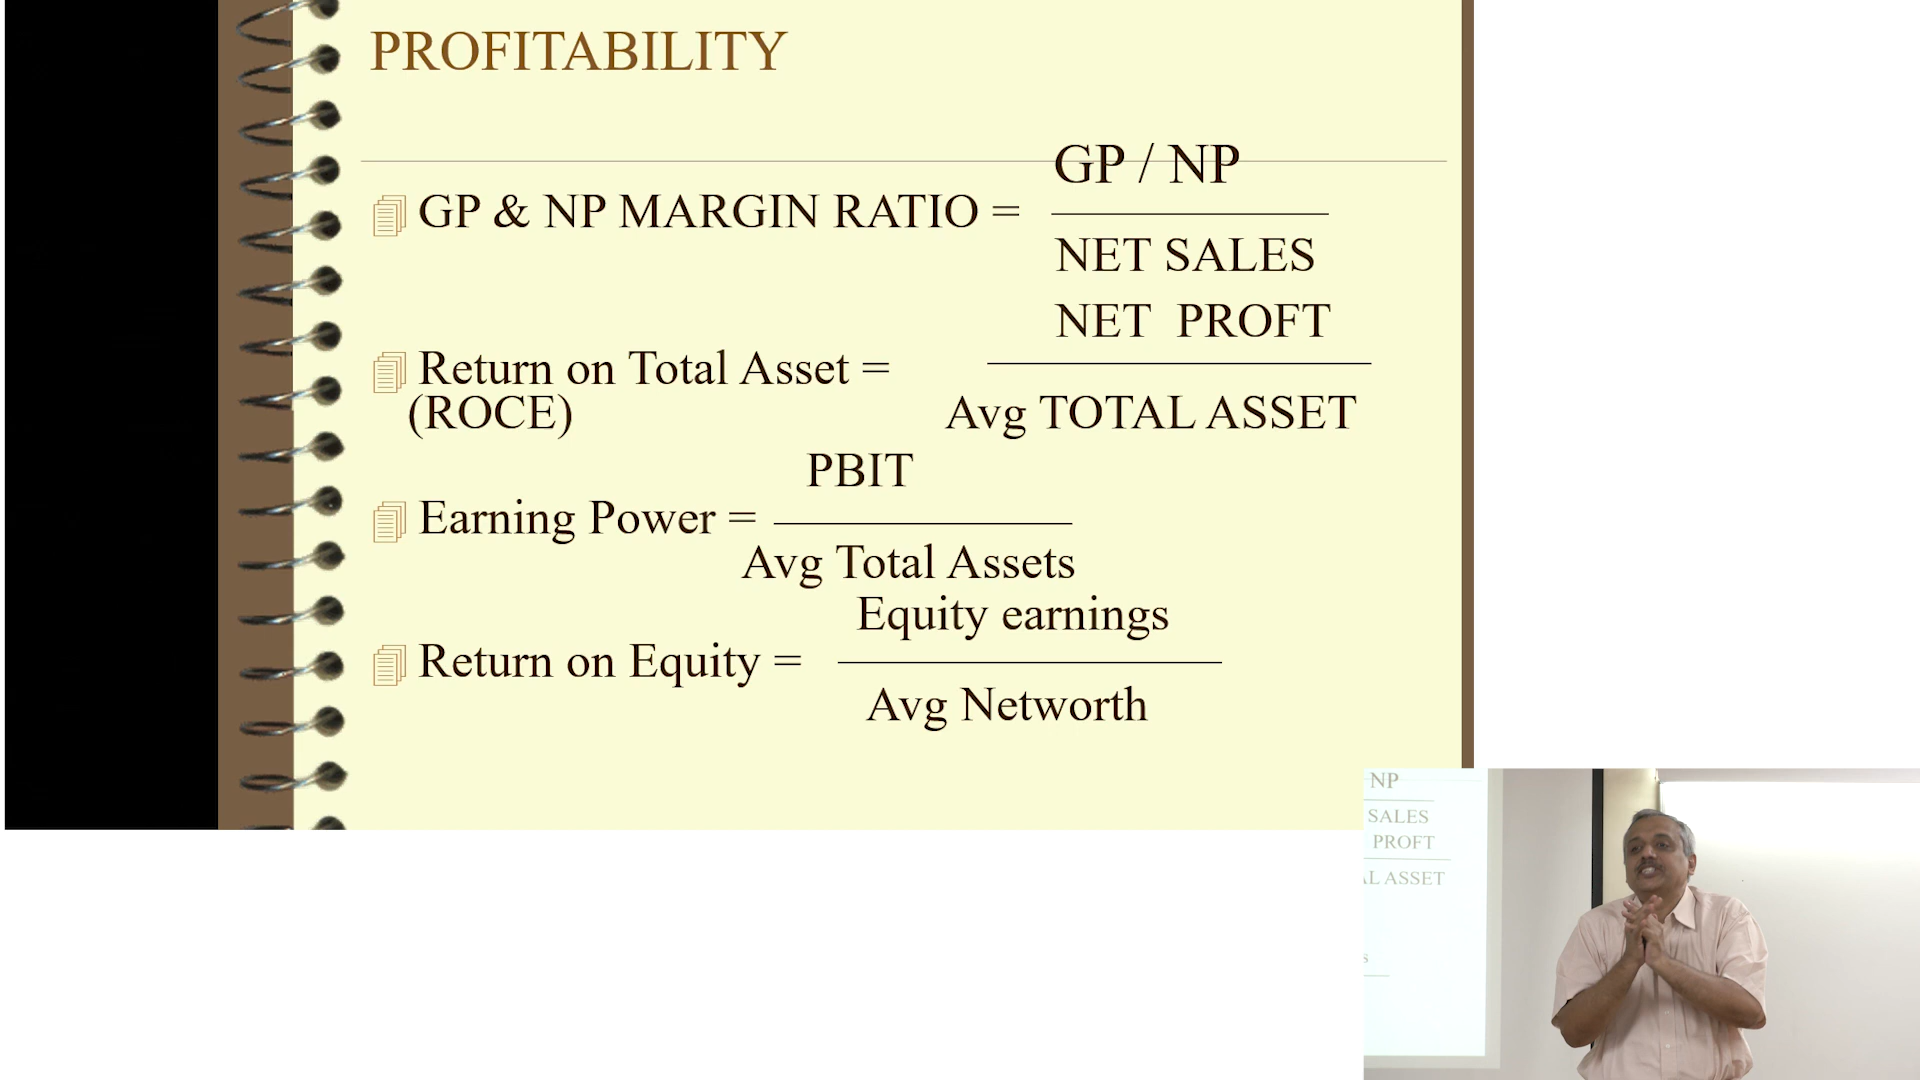 PROFITABILITY
GP / NP
GP & NP MARGIN RATIO =
NET SALES
NET PROFT
Return on Total Asset =
(ROCE)
Avg TOTAL ASSET
PBIT
Earning Power =
Avg Total Assets
Equity earnings
Return on Equity =
Avg Networth
NP
SALES
PROFT
AL ASSET
s